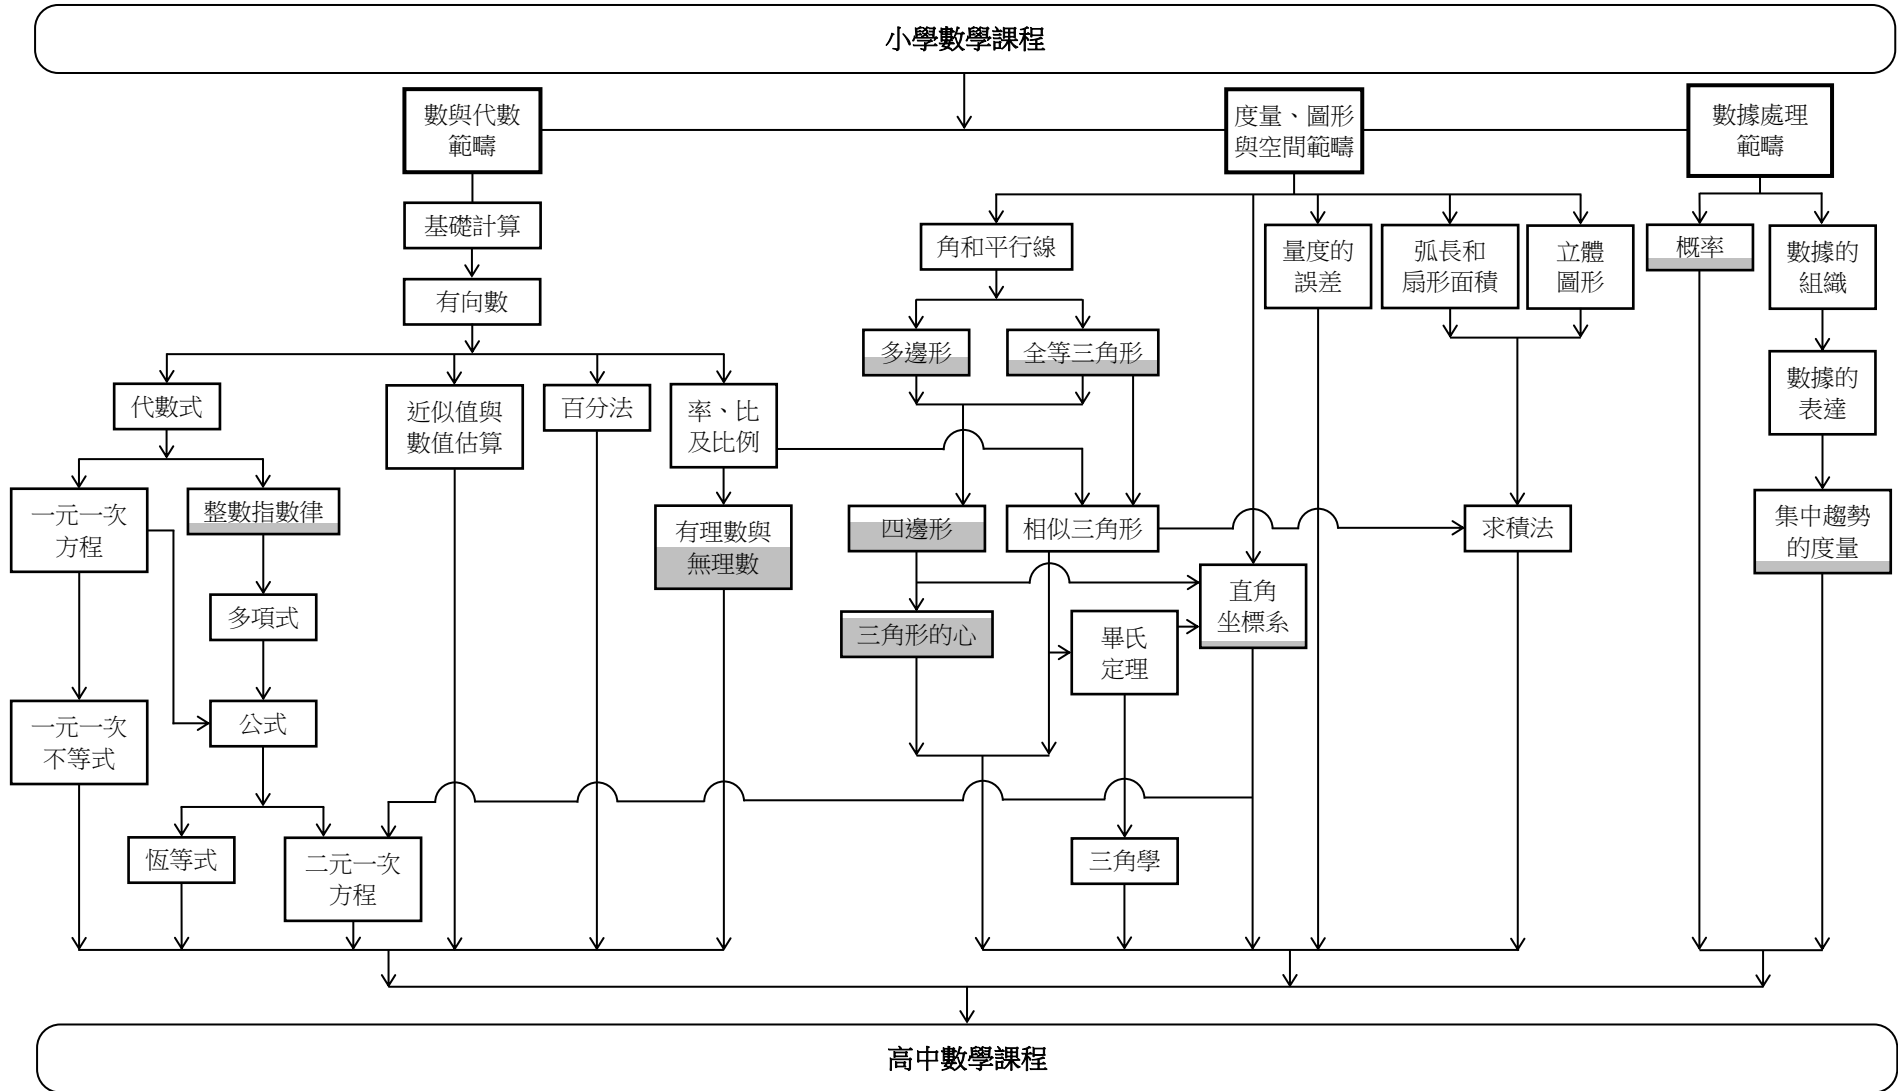 小學數學課程
數與代數
範疇
度量、圖形
與空間範疇
數據處理
範疇
基礎計算
有向數
角和平行線
量度的
誤差
弧長和
扇形面積
立體
圖形
概率
數據的
組織
多邊形
全等三角形
數據的
表達
代數式
近似值與
數值估算
百分法
率、比
及比例
一元一次
方程
整數指數律
有理數與
無理數
四邊形
相似三角形
求積法
集中趨勢
的度量
多項式
三角形的心
畢氏
定理
直角
坐標系
一元一次
不等式
公式
恆等式
二元一次
方程
三角學
高中數學課程